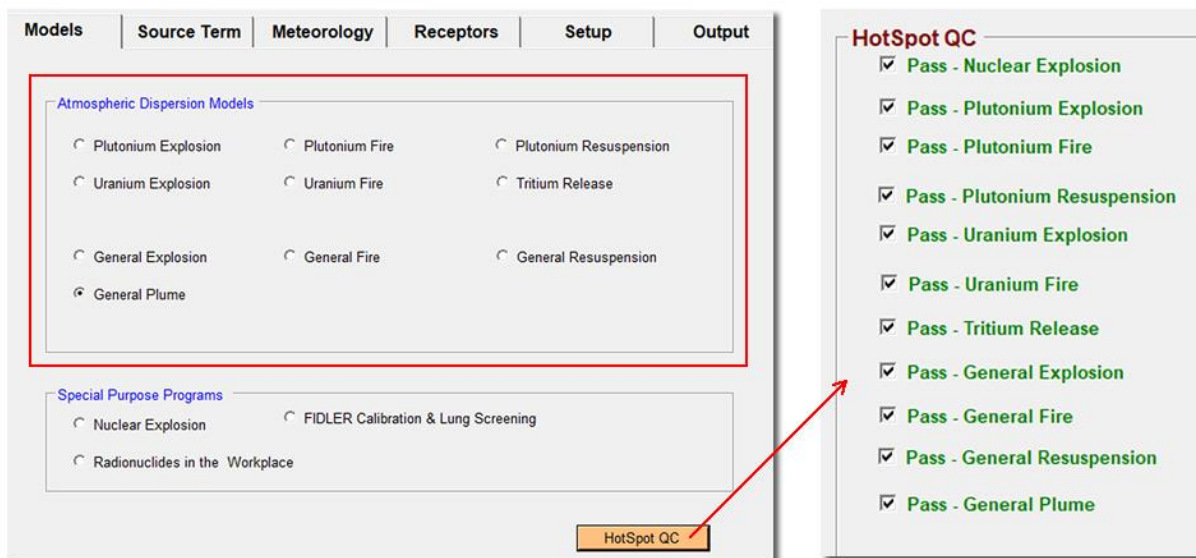 Models Source Term Meteorology Receptors Setup Output
Atmospheric Dispersion Models
Plutonium Explosion Plutonium Fire Plutonium Resuspension
Uranium Explosion Uranium Fire Tritium Release
General Explosion General Fire General Resuspension
General Plume
Special Purpose Programs
Nuclear Explosion FIDLER Calibration & Lung Screening
Radionuclides in the Workplace
HotSpot QC
HotSpot QC
Pass - Nuclear Explosion
Pass - Plutonium Explosion
Pass - Plutonium Fire
Pass - Plutonium Resuspension
Pass - Uranium Explosion
Pass - Uranium Fire
Pass - Tritium Release
Pass - General Explosion
Pass - General Fire
Pass - General Resuspension
Pass - General Plume